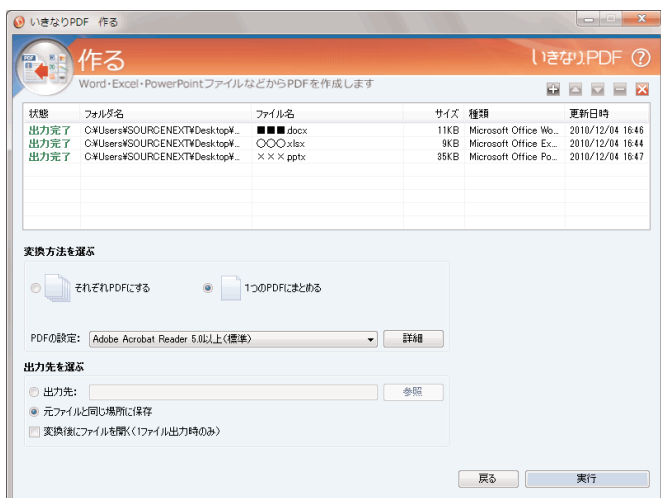 いきなりPDF 作る
作る
いきなりPDF ?
Word・Excel・PowerPointファイルなどからPDFを作成します
状態 フォルダ名 ファイル名 サイズ 種類 更新日時
出力完了 C:¥Users¥SOURCENEXT¥Desktop¥... ■■■.docx 11KB Microsoft Office Wo... 2010/12/04 16:46
出力完了 C:¥Users¥SOURCENEXT¥Desktop¥... ○○○.xlsx 9KB Microsoft Office Ex... 2010/12/04 16:44
出力完了 C:¥Users¥SOURCENEXT¥Desktop¥... ×××.pptx 35KB Microsoft Office Po... 2010/12/04 16:47
変換方法を選ぶ
それぞれPDFにする 1つのPDFにまとめる
PDFの設定: Adobe Acrobat Reader 5.0以上(標準) 詳細
出力先を選ぶ
出力先: 参照
元ファイルと同じ場所に保存
変換後にファイルを開く(1ファイル出力時のみ)
戻る 実行